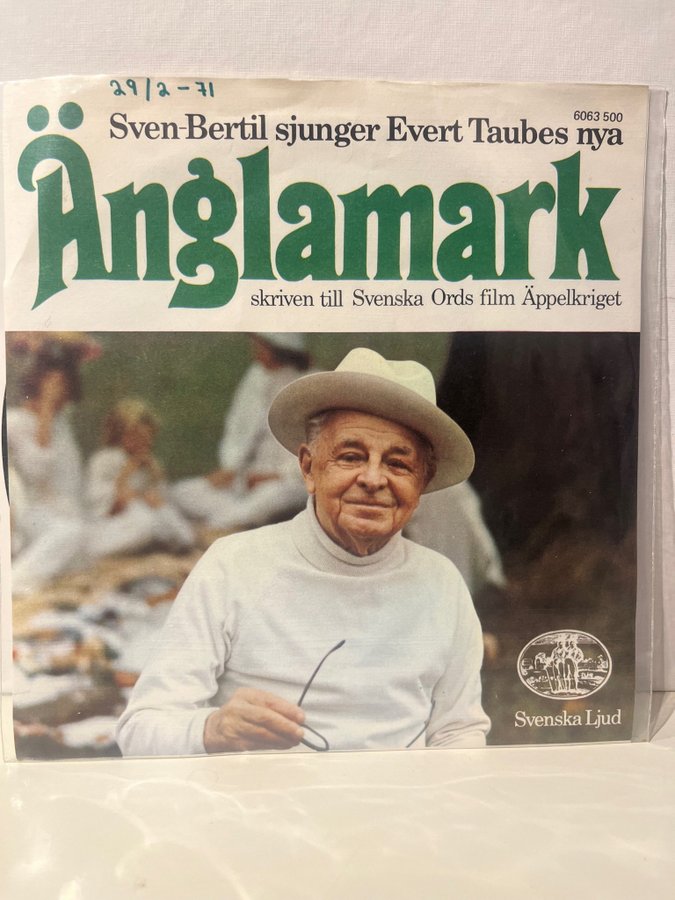 29/2-71
6063 500
Sven-Bertil sjunger Evert Taubes nya
Änglamark
skriven till Svenska Ords film Äppelkriget
Svenska Ljud